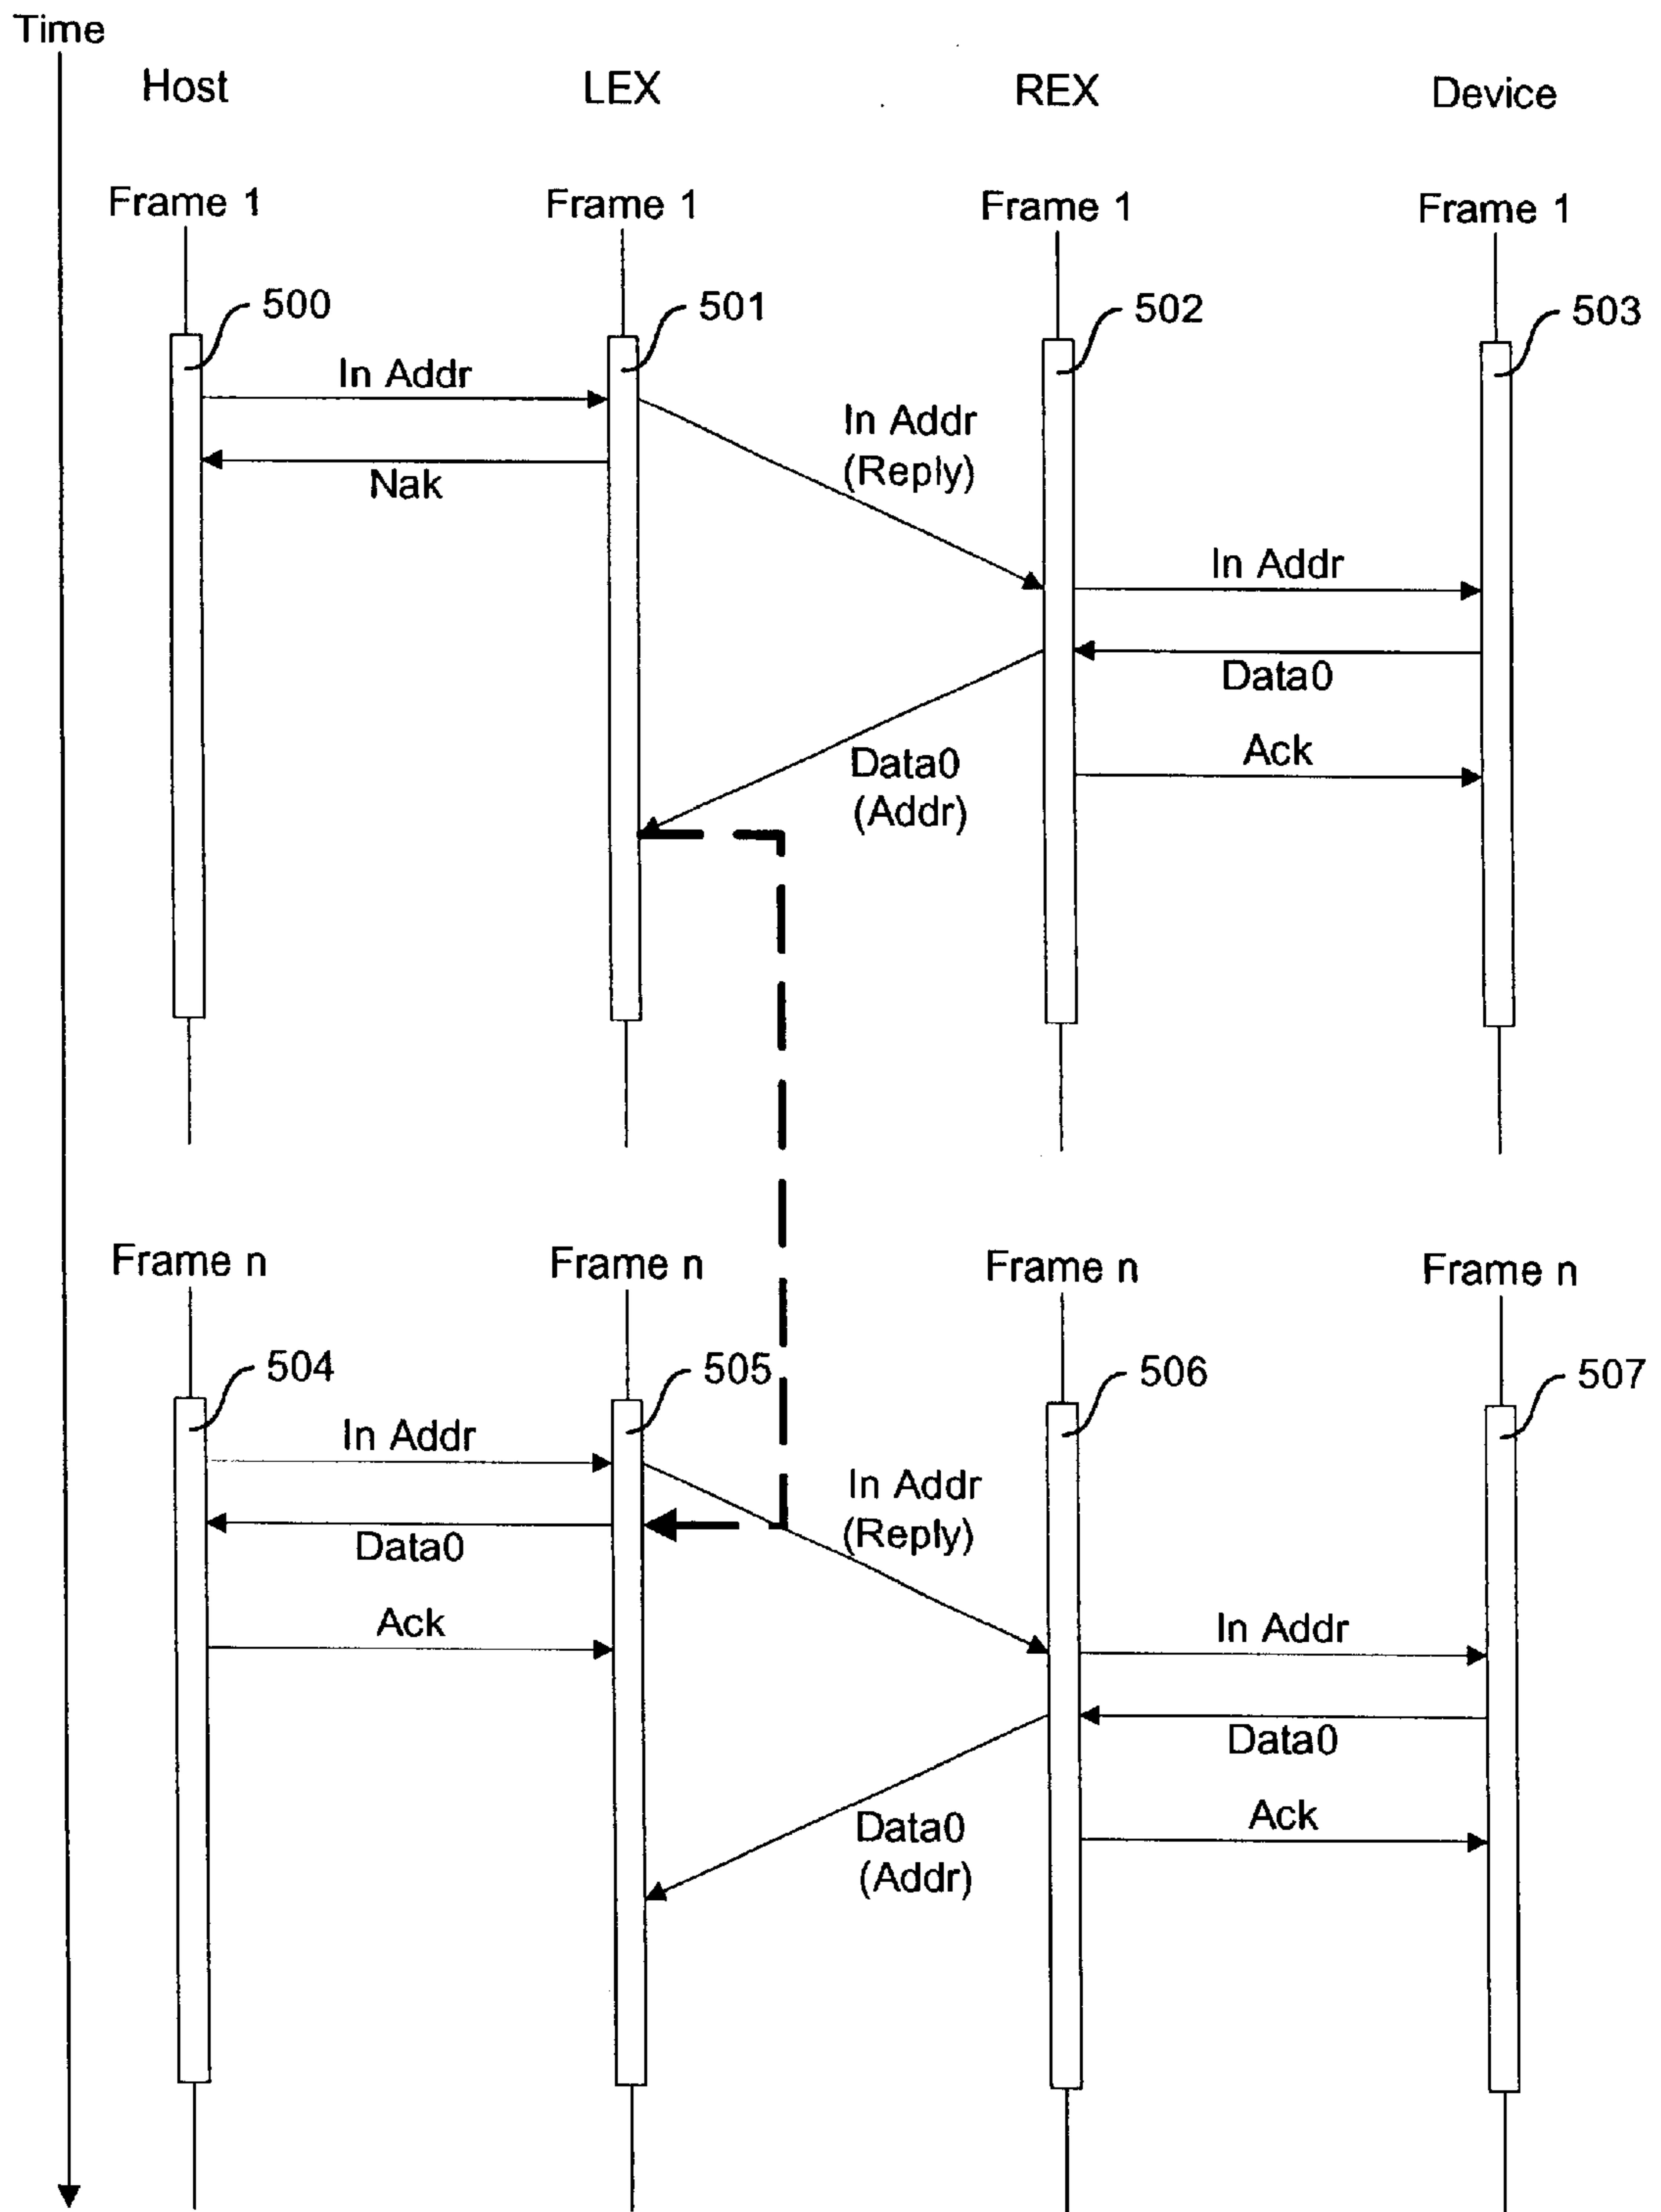 Time
Host
LEX
REX
Device
Frame 1
Frame 1
Frame 1
Frame 1
500
501
502
503
In Addr
Nak
In Addr
(Reply)
In Addr
Data0
Data0
(Addr)
Ack
Frame n
Frame n
Frame n
Frame n
504
505
506
507
In Addr
Data0
In Addr
(Reply)
Ack
In Addr
Data0
Data0
(Addr)
Ack